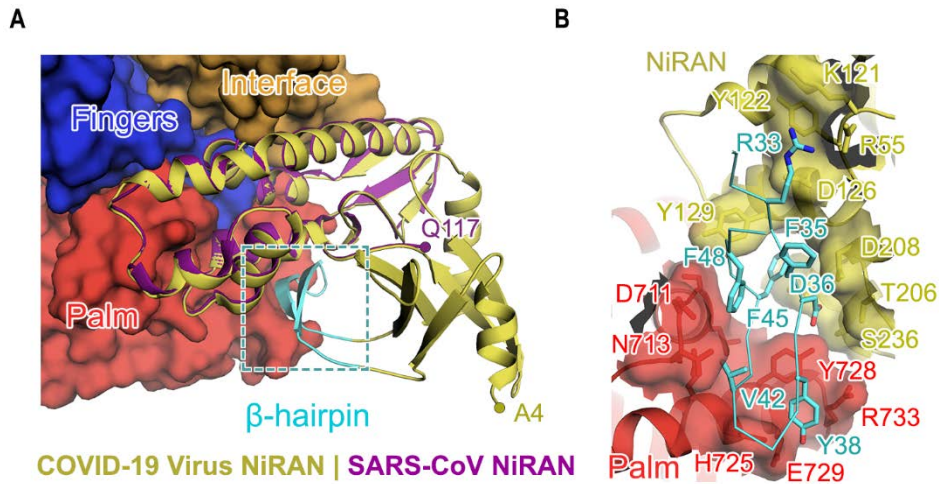 A
Interface
Fingers
Q117
Palm
A4
β-hairpin
COVID-19 Virus NiRAN | SARS-CoV NiRAN
B
NiRAN
K121
Y122
R33
R55
D126
Y129
F35
F48
D208
D36
D711
T206
F45
S236
N713
Y728
V42
R733
Y38
Palm
H725
E729